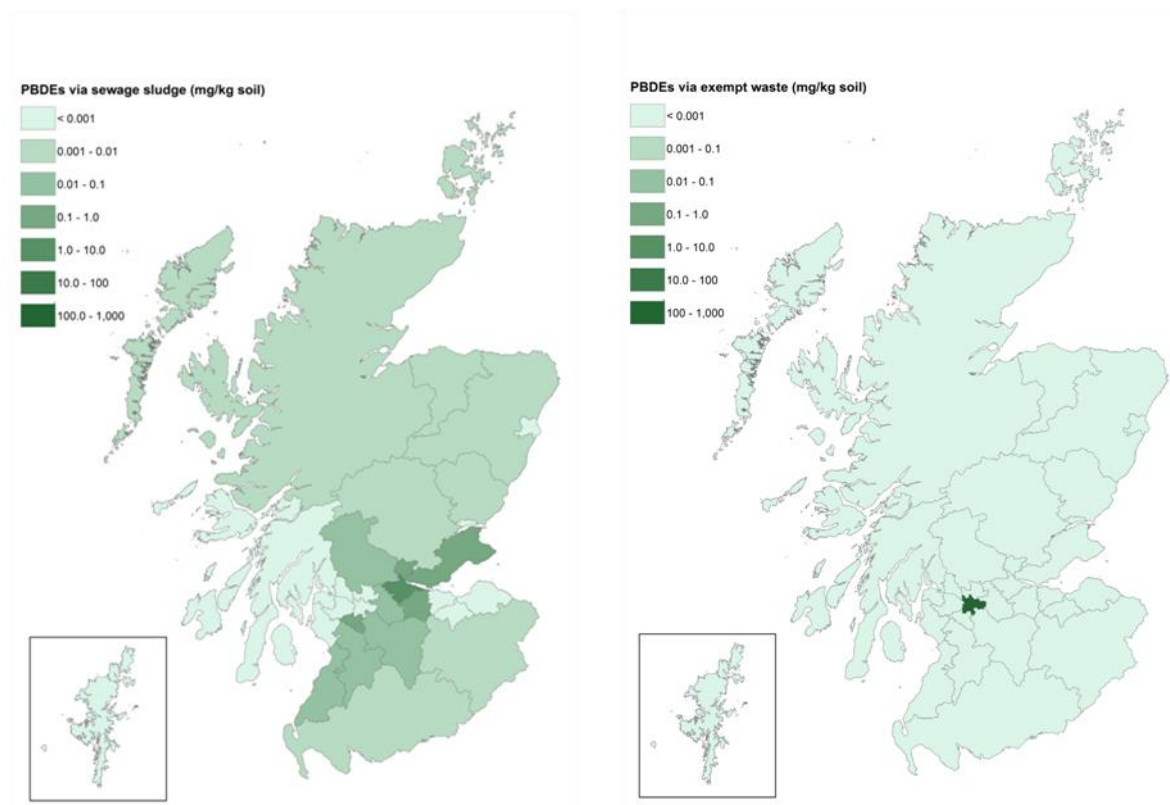 PBDEs via sewage sludge (mg/kg soil)
< 0.001
0.001 - 0.01
0.01 - 0.1
0.1 - 1.0
1.0 - 10.0
10.0 - 100
100.0 - 1,000
PBDEs via exempt waste (mg/kg soil)
< 0.001
0.001 - 0.1
0.01 - 0.1
0.1 - 1.0
1.0 - 10.0
10.0 - 100
100 - 1,000